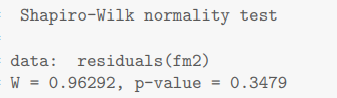 Shapiro-Wilk normality test
data: residuals(fm2)
W = 0.96292, p-value = 0.3479